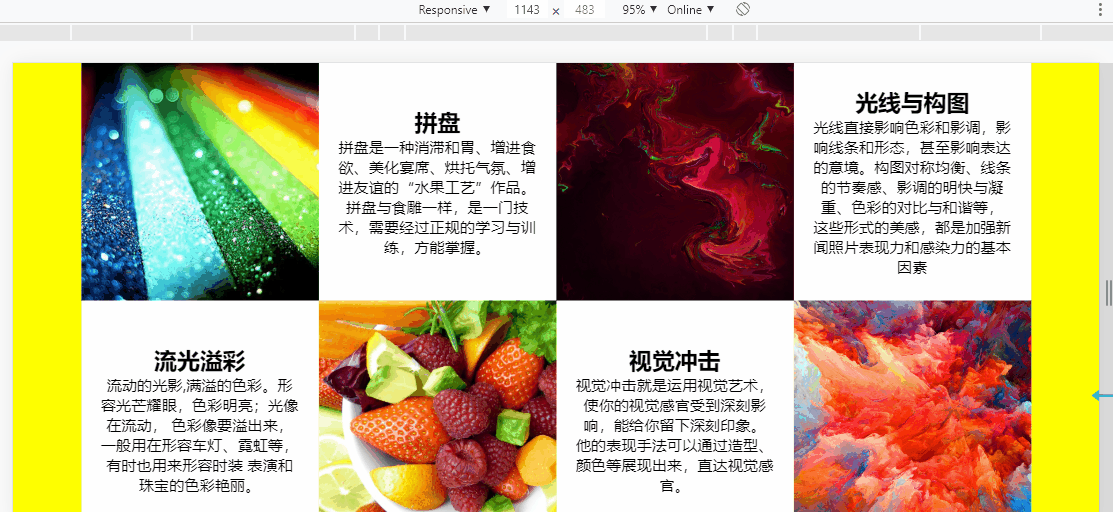 Responsive ▼ 1143 × 483 95% ▼ Online ▼
拼盘
拼盘是一种消滞和胃、增进食
欲、美化宴席、烘托气氛、增
进友谊的“水果工艺”作品。
拼盘与食雕一样，是一门技
术，需要经过正规的学习与训
练，方能掌握。
光线与构图
光线直接影响色彩和影调，影
响线条和形态，甚至影响表达
的意境。构图对称均衡、线条
的节奏感、影调的明快与凝
重、色彩的对比与和谐等，
这些形式的美感，都是加强新
闻照片表现力和感染力的基本
因素
流光溢彩
流动的光影,满溢的色彩。形
容光芒耀眼，色彩明亮；光像
在流动， 色彩像要溢出来，
一般用在形容车灯、霓虹等，
有时也用来形容时装 表演和
珠宝的色彩艳丽。
视觉冲击
视觉冲击就是运用视觉艺术，
使你的视觉感官受到深刻影
响，能给你留下深刻印象。
他的表现手法可以通过造型、
颜色等展现出来，直达视觉感
官。